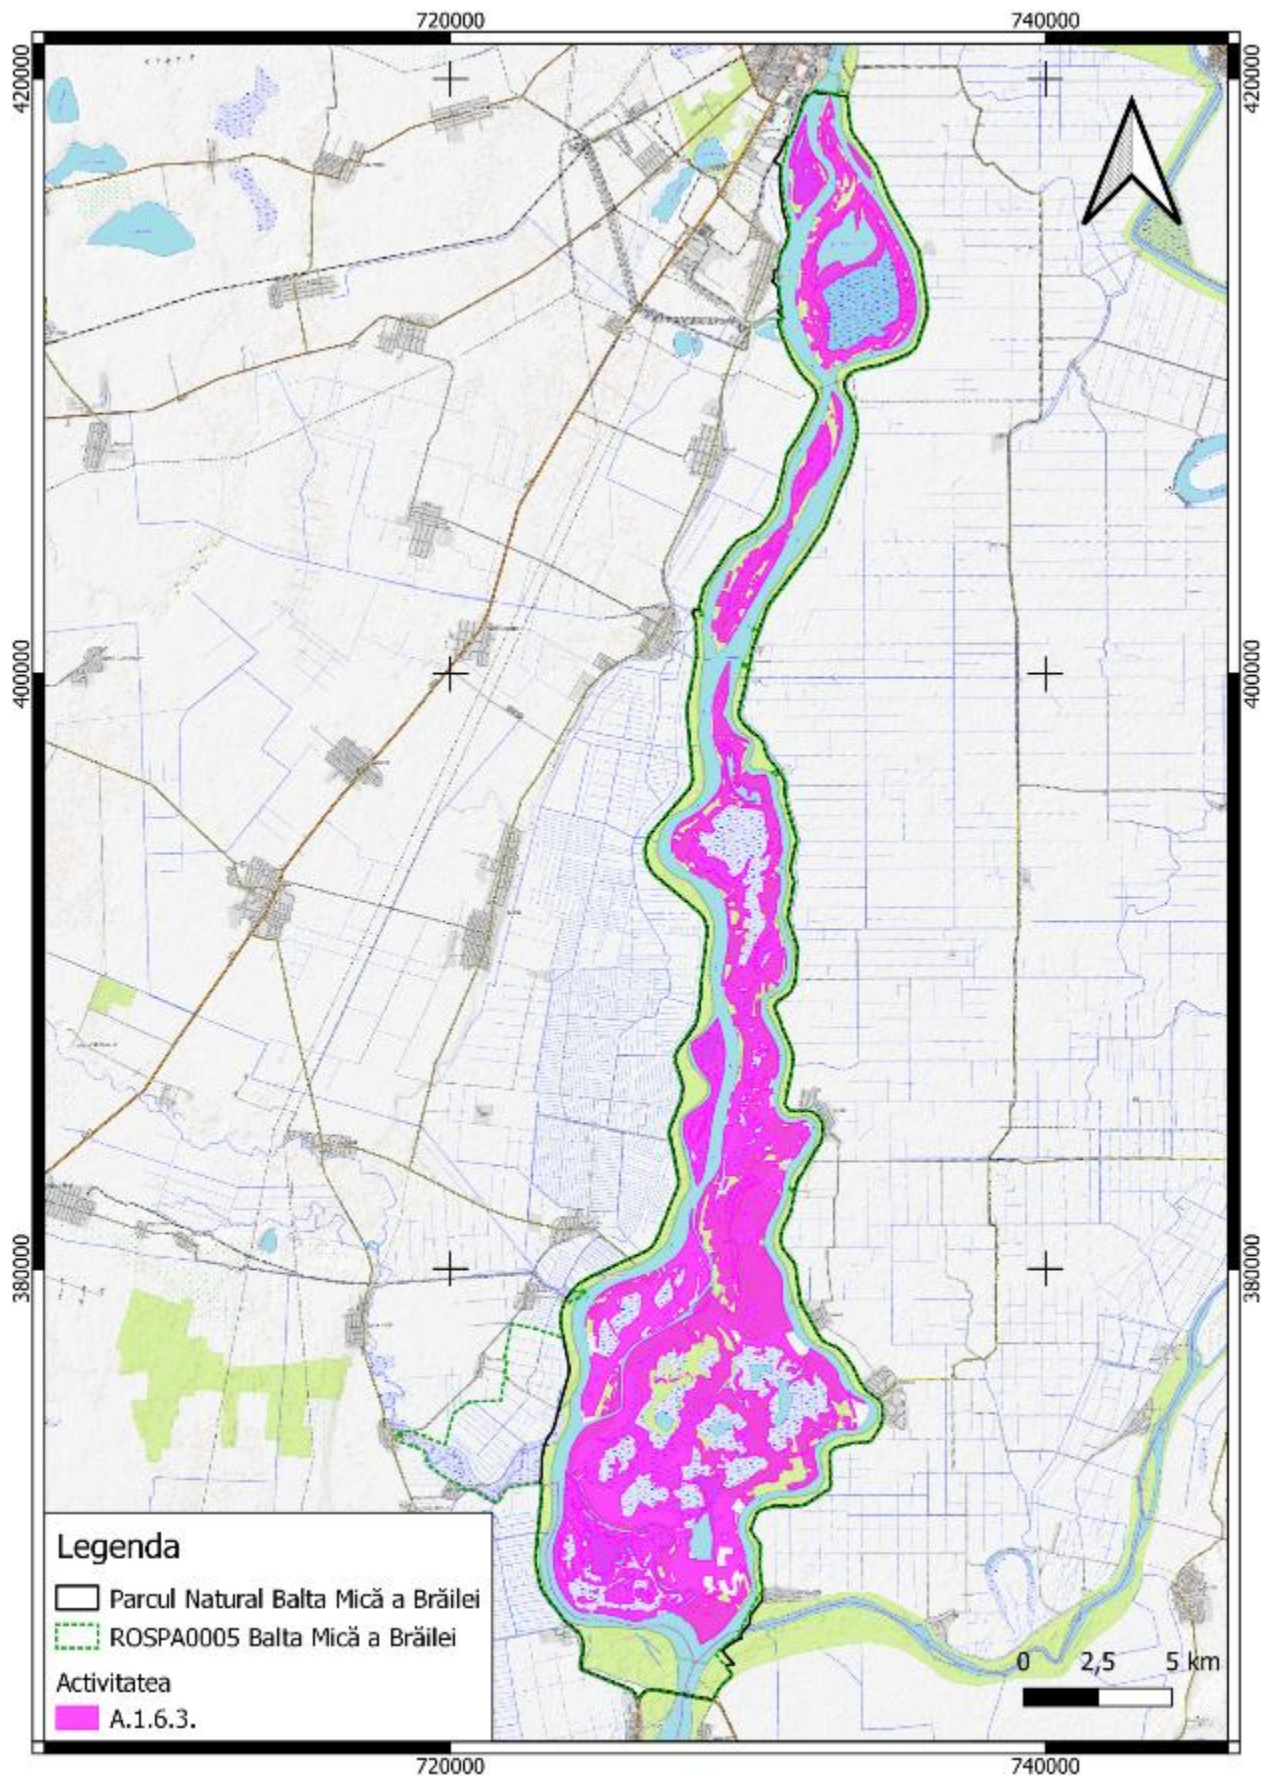 720000 740000
420000 420000
400000 400000
380000 380000
Legenda
Parcul Natural Balta Mică a Brăilei
ROSPA0005 Balta Mică a Brăilei
Activitatea
A.1.6.3.
0 2,5 5 km
720000 740000